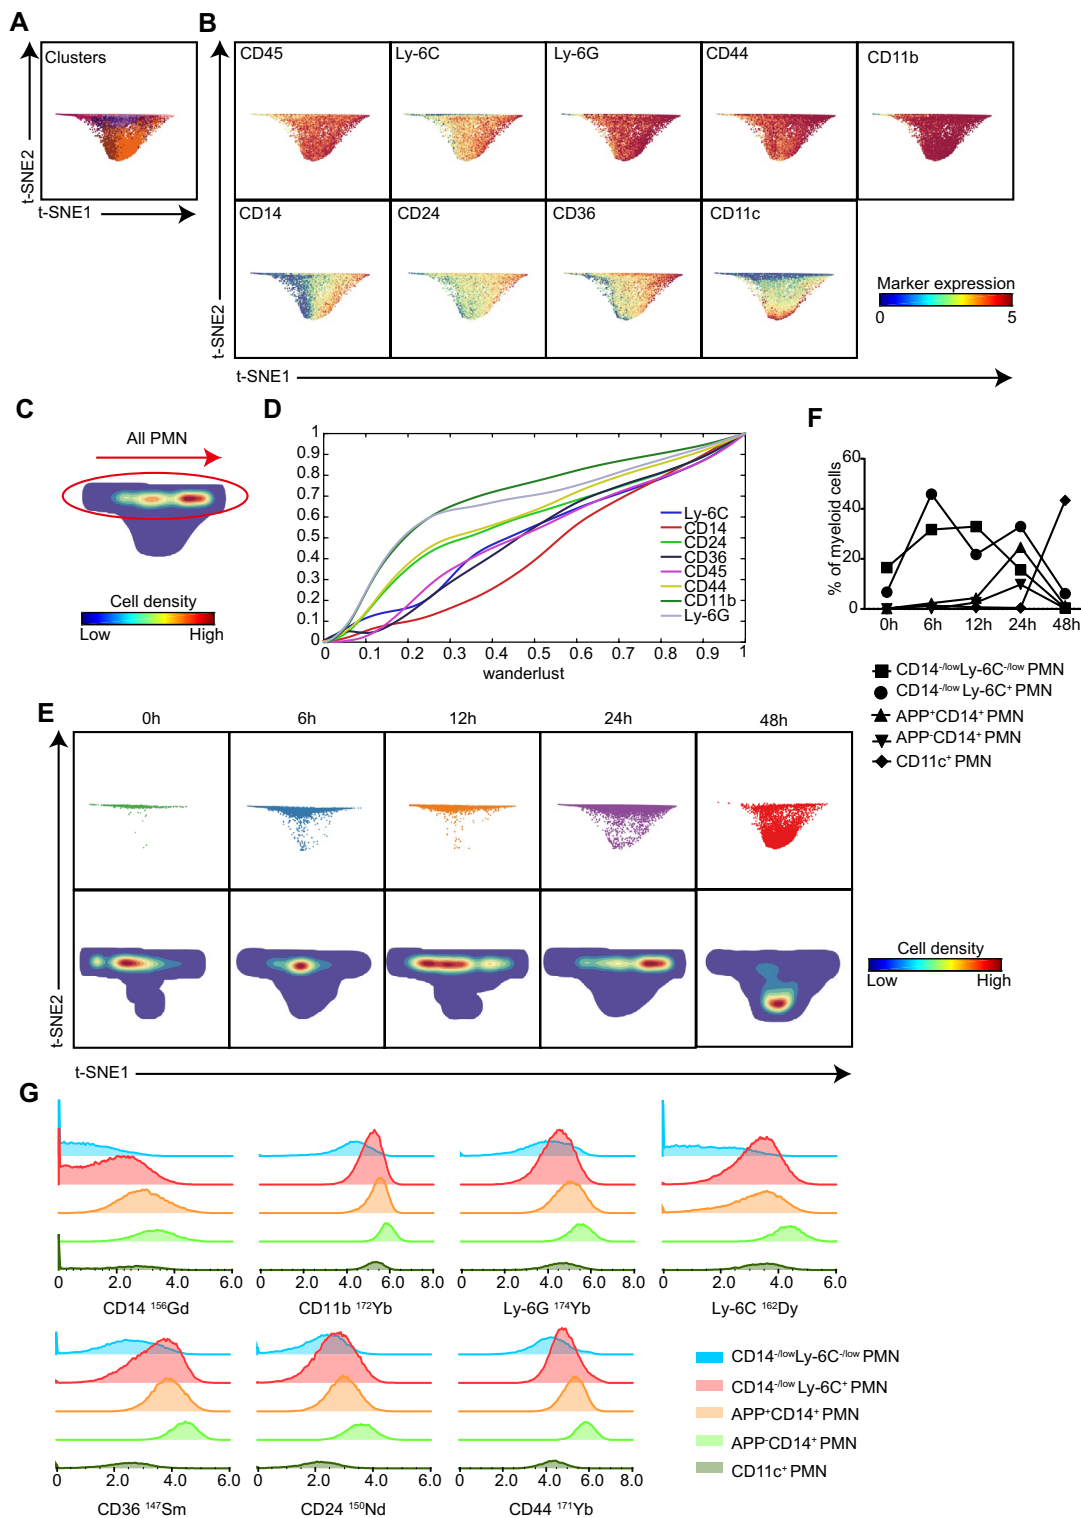 A
B
Clusters
t-SNE2
t-SNE1
CD45
Ly-6C
Ly-6G
CD44
CD11b
CD14
CD24
CD36
CD11c
t-SNE2
t-SNE2
Marker expression
0 5
t-SNE1
C
All PMN
Cell density
Low High
D
1
0.9
0.8
0.7
0.6
0.5
0.4
0.3
0.2
0.1
0
0 0.1 0.2 0.3 0.4 0.5 0.6 0.7 0.8 0.9 1
wanderlust
Ly-6C
CD14
CD24
CD36
CD45
CD44
CD11b
Ly-6G
F
% of myeloid cells
60
40
20
0
0h 6h 12h 24h 48h
CD14-/lowLy-6C-/low PMN
CD14-/low Ly-6C+ PMN
APP+CD14+ PMN
APP-CD14+ PMN
CD11c+ PMN
E
0h 6h 12h 24h 48h
t-SNE2
t-SNE1
Cell density
Low High
G
0 2.0 4.0 6.0
CD14 156Gd
0 2.0 4.0 6.0 8.0
CD11b 172Yb
0 2.0 4.0 6.0 8.0
Ly-6G 174Yb
0 2.0 4.0 6.0
Ly-6C 162Dy
0 2.0 4.0 6.0
CD36 147Sm
0 2.0 4.0 6.0
CD24 150Nd
0 2.0 4.0 6.0 8.0
CD44 171Yb
CD14-/lowLy-6C-/low PMN
CD14-/low Ly-6C+ PMN
APP+CD14+ PMN
APP-CD14+ PMN
CD11c+ PMN